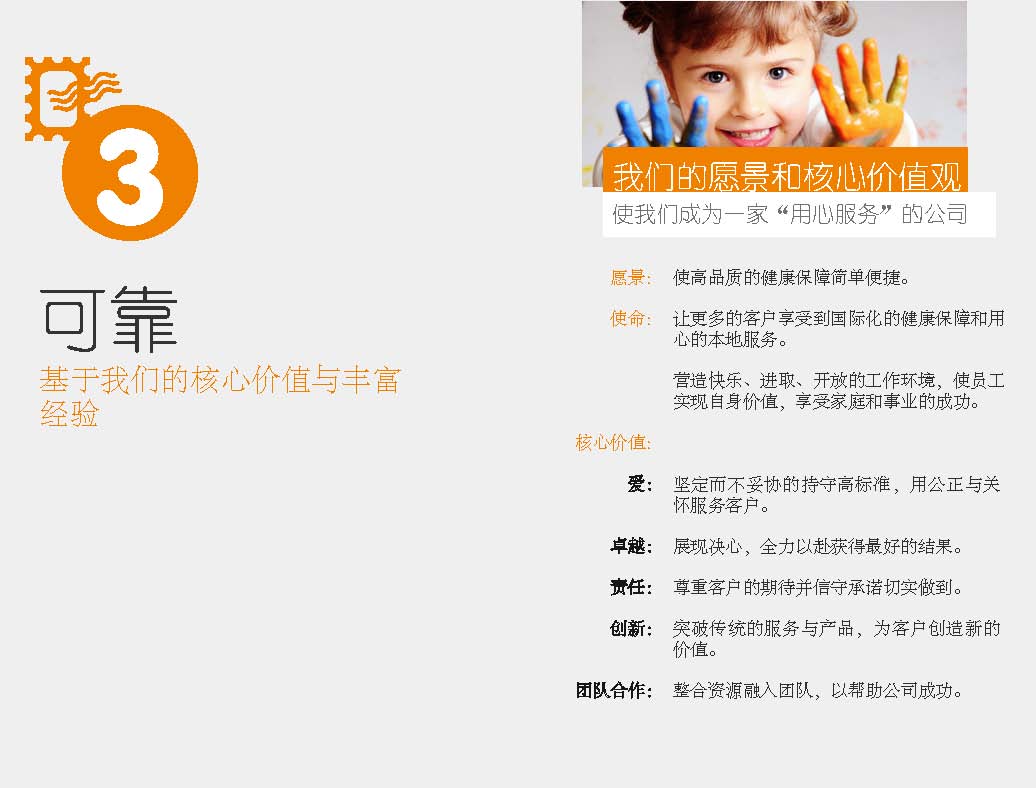 3
可靠
基于我们的核心价值与丰富
经验
我们的愿景和核心价值观
使我们成为一家“用心服务”的公司
愿景： 使高品质的健康保障简单便捷。
使命： 让更多的客户享受到国际化的健康保障和用
心的本地服务。
营造快乐、进取、开放的工作环境，使员工
实现自身价值，享受家庭和事业的成功。
核心价值:
爱： 坚定而不妥协的持守高标准，用公正与关
怀服务客户。
卓越： 展现决心，全力以赴获得最好的结果。
责任： 尊重客户的期待并信守承诺切实做到。
创新： 突破传统的服务与产品，为客户创造新的
价值。
团队合作： 整合资源融入团队，以帮助公司成功。